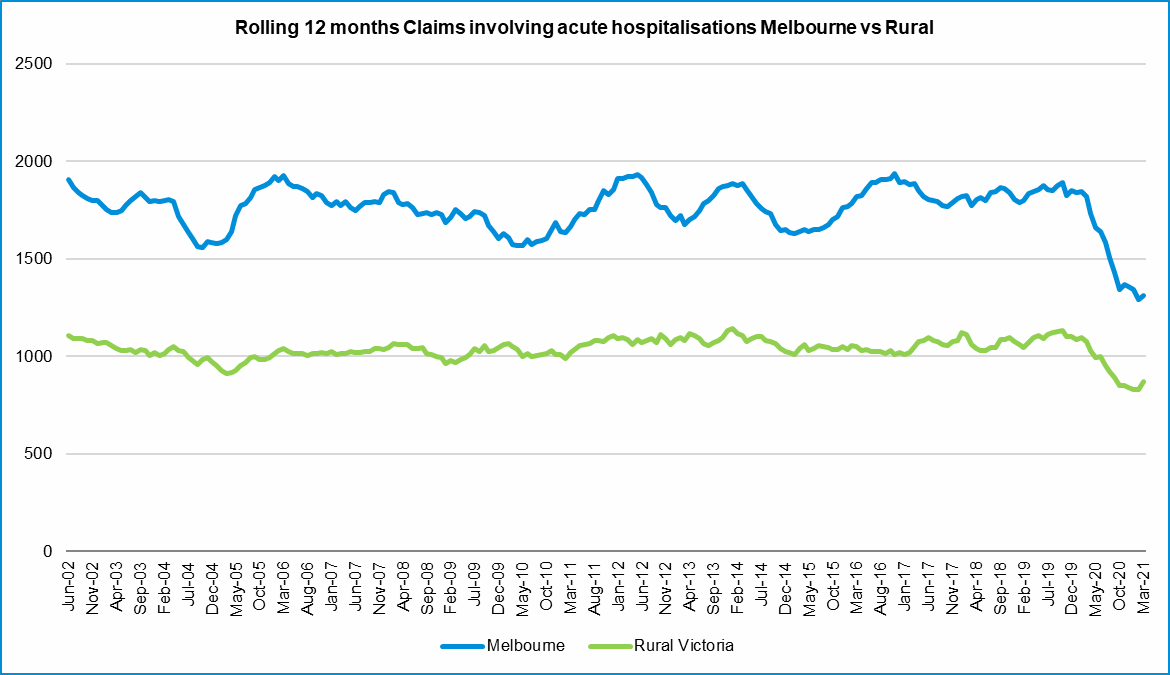 Rolling 12 months Claims involving acute hospitalisations Melbourne vs Rural
2500
2000
1500
1000
500
0
Jun-02
Nov-02
Apr-03
Sep-03
Feb-04
Jul-04
Dec-04
May-05
Oct-05
Mar-06
Aug-06
Jan-07
Jun-07
Nov-07
Apr-08
Sep-08
Feb-09
Jul-09
Dec-09
May-10
Oct-10
Mar-11
Aug-11
Jan-12
Jun-12
Nov-12
Apr-13
Sep-13
Feb-14
Jul-14
Dec-14
May-15
Oct-15
Mar-16
Aug-16
Jan-17
Jun-17
Nov-17
Apr-18
Sep-18
Feb-19
Jul-19
Dec-19
May-20
Oct-20
Mar-21
Melbourne
Rural Victoria